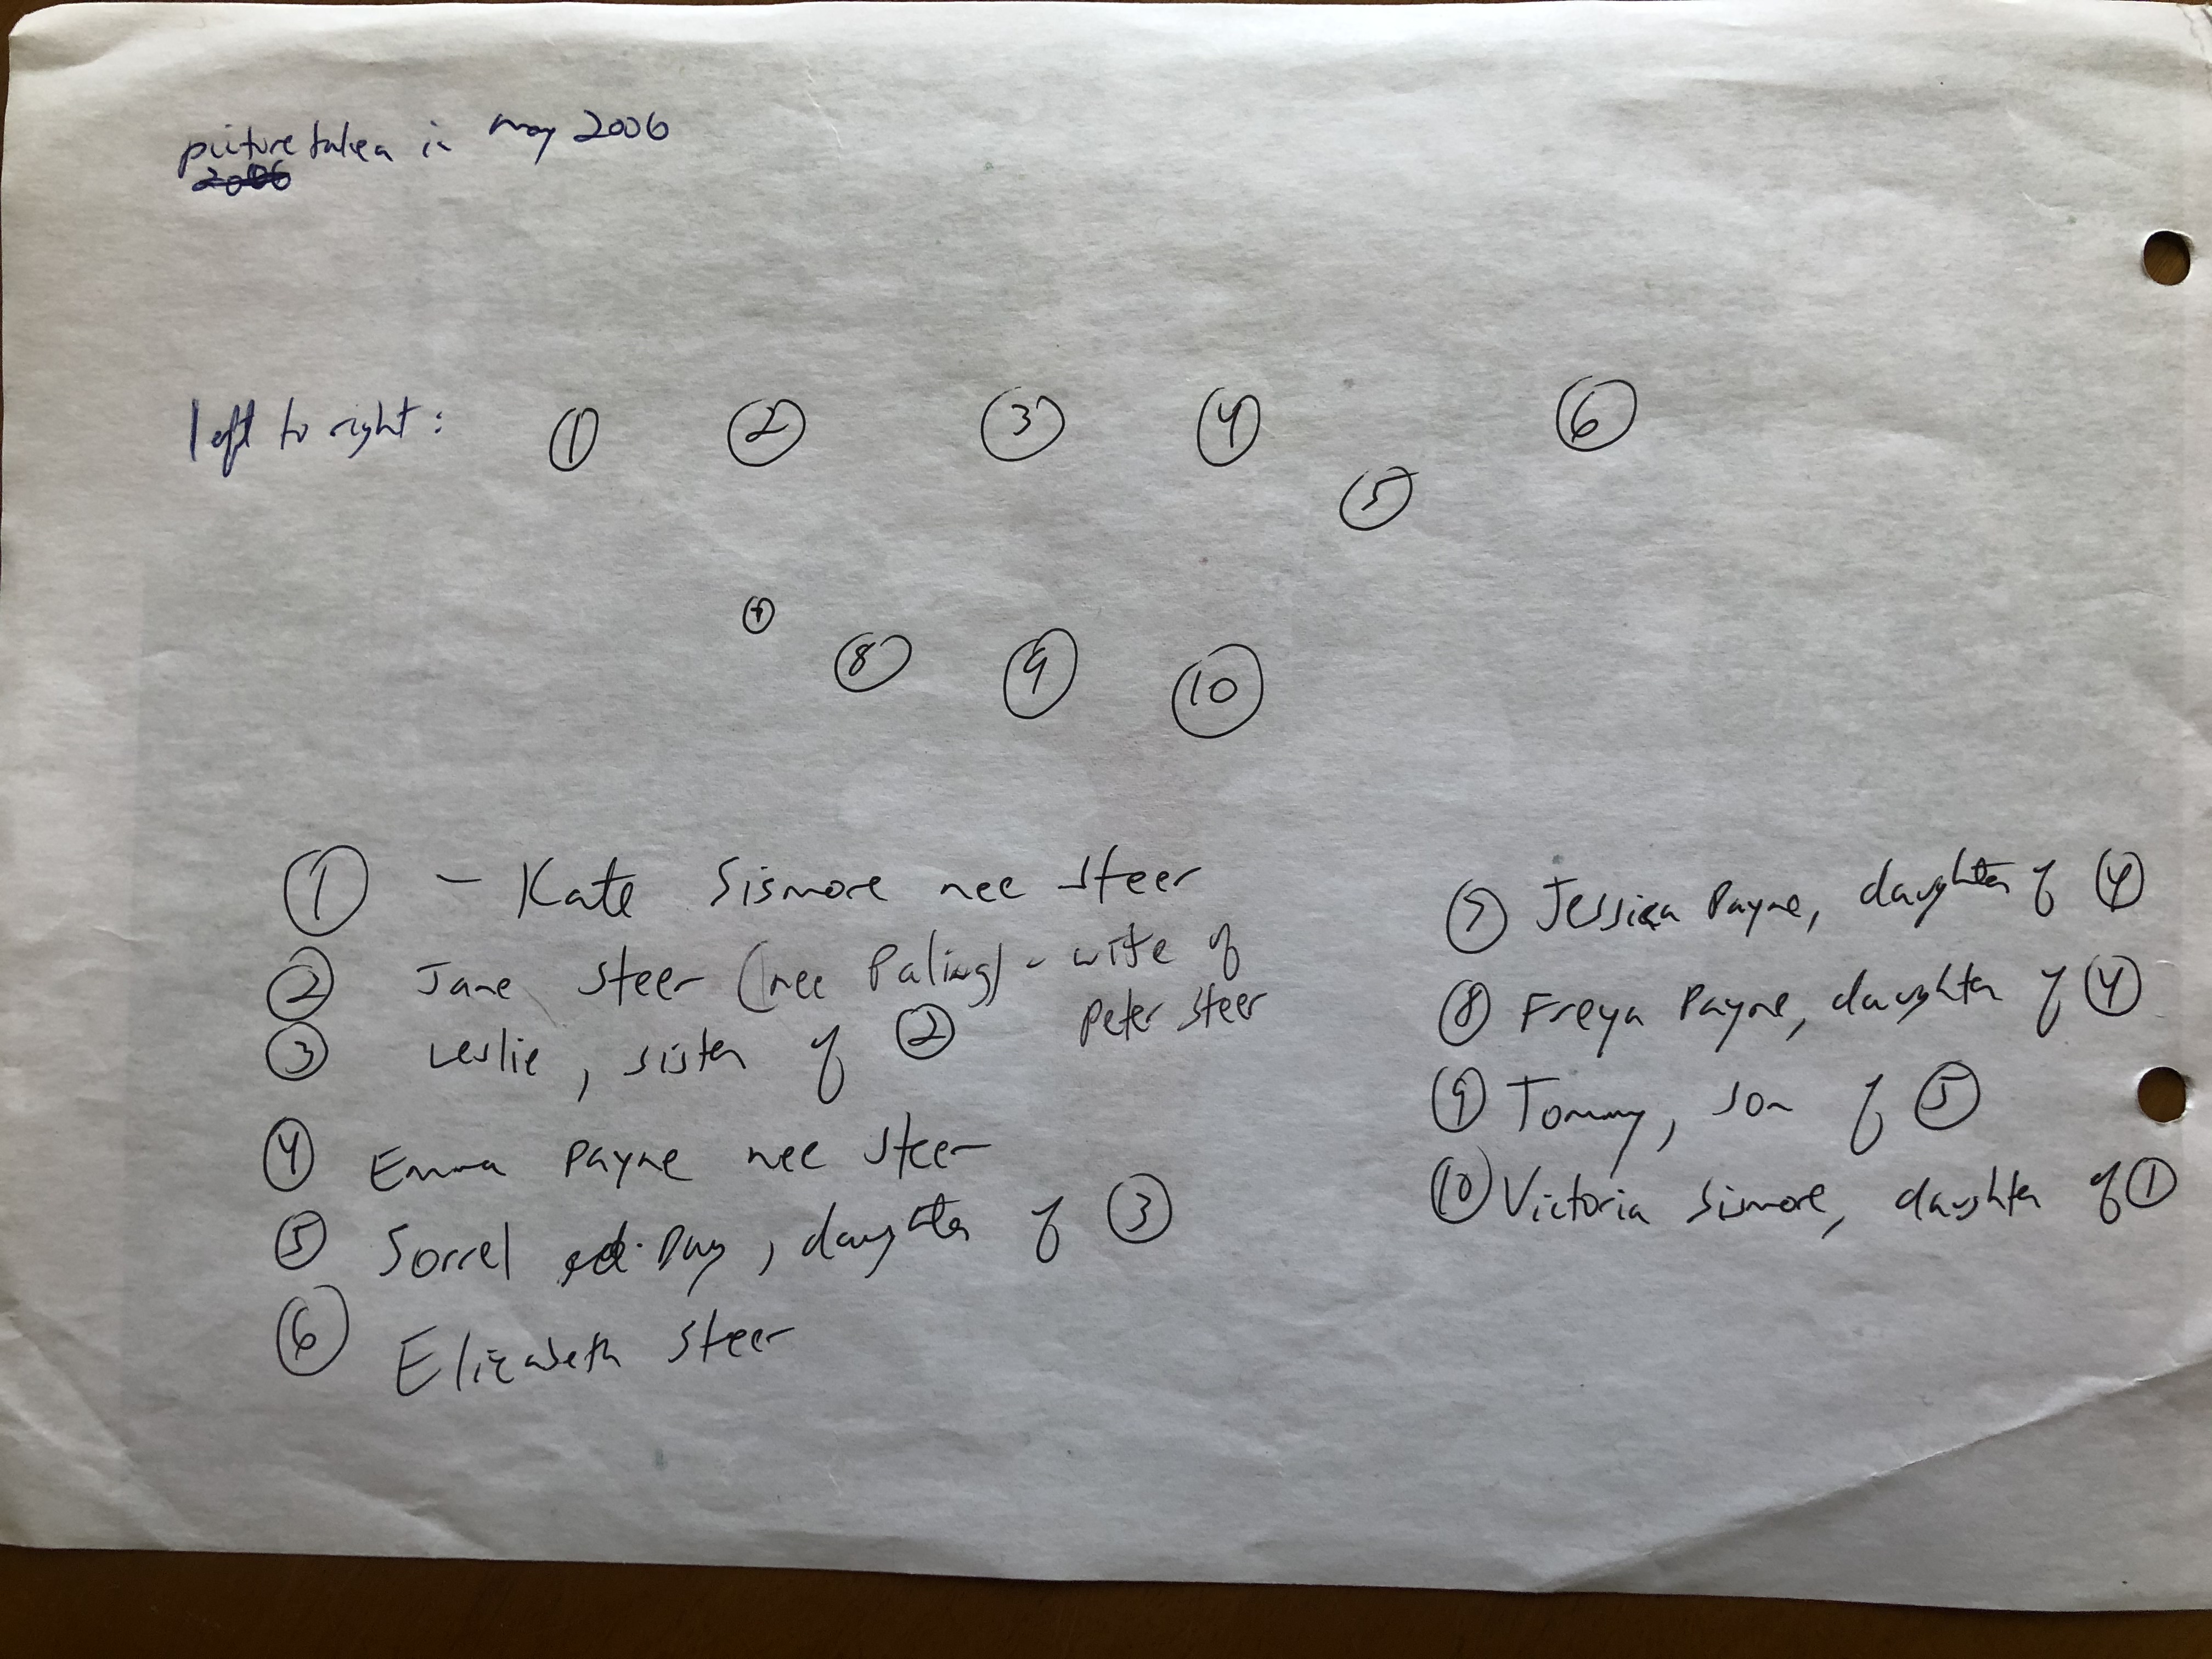 picture taken in may 2006
2006
left to right: ① ② ③ ④ ⑥
⑤
⑦
⑧ ⑨ ⑩
① - Kate Sismore nee Steer
② Jane Steer (nee Paling) - wife of
Peter Steer
③ Leslie, sister of ②
④ Emma Payne nee Steer
⑤ Sorrel Day, daughter of ③
⑥ Elizabeth Steer
⑦ Jessica Payne, daughter of ④
⑧ Freya Payne, daughter of ④
⑨ Tommy, son of ⑤
⑩ Victoria Sismore, daughter of ①